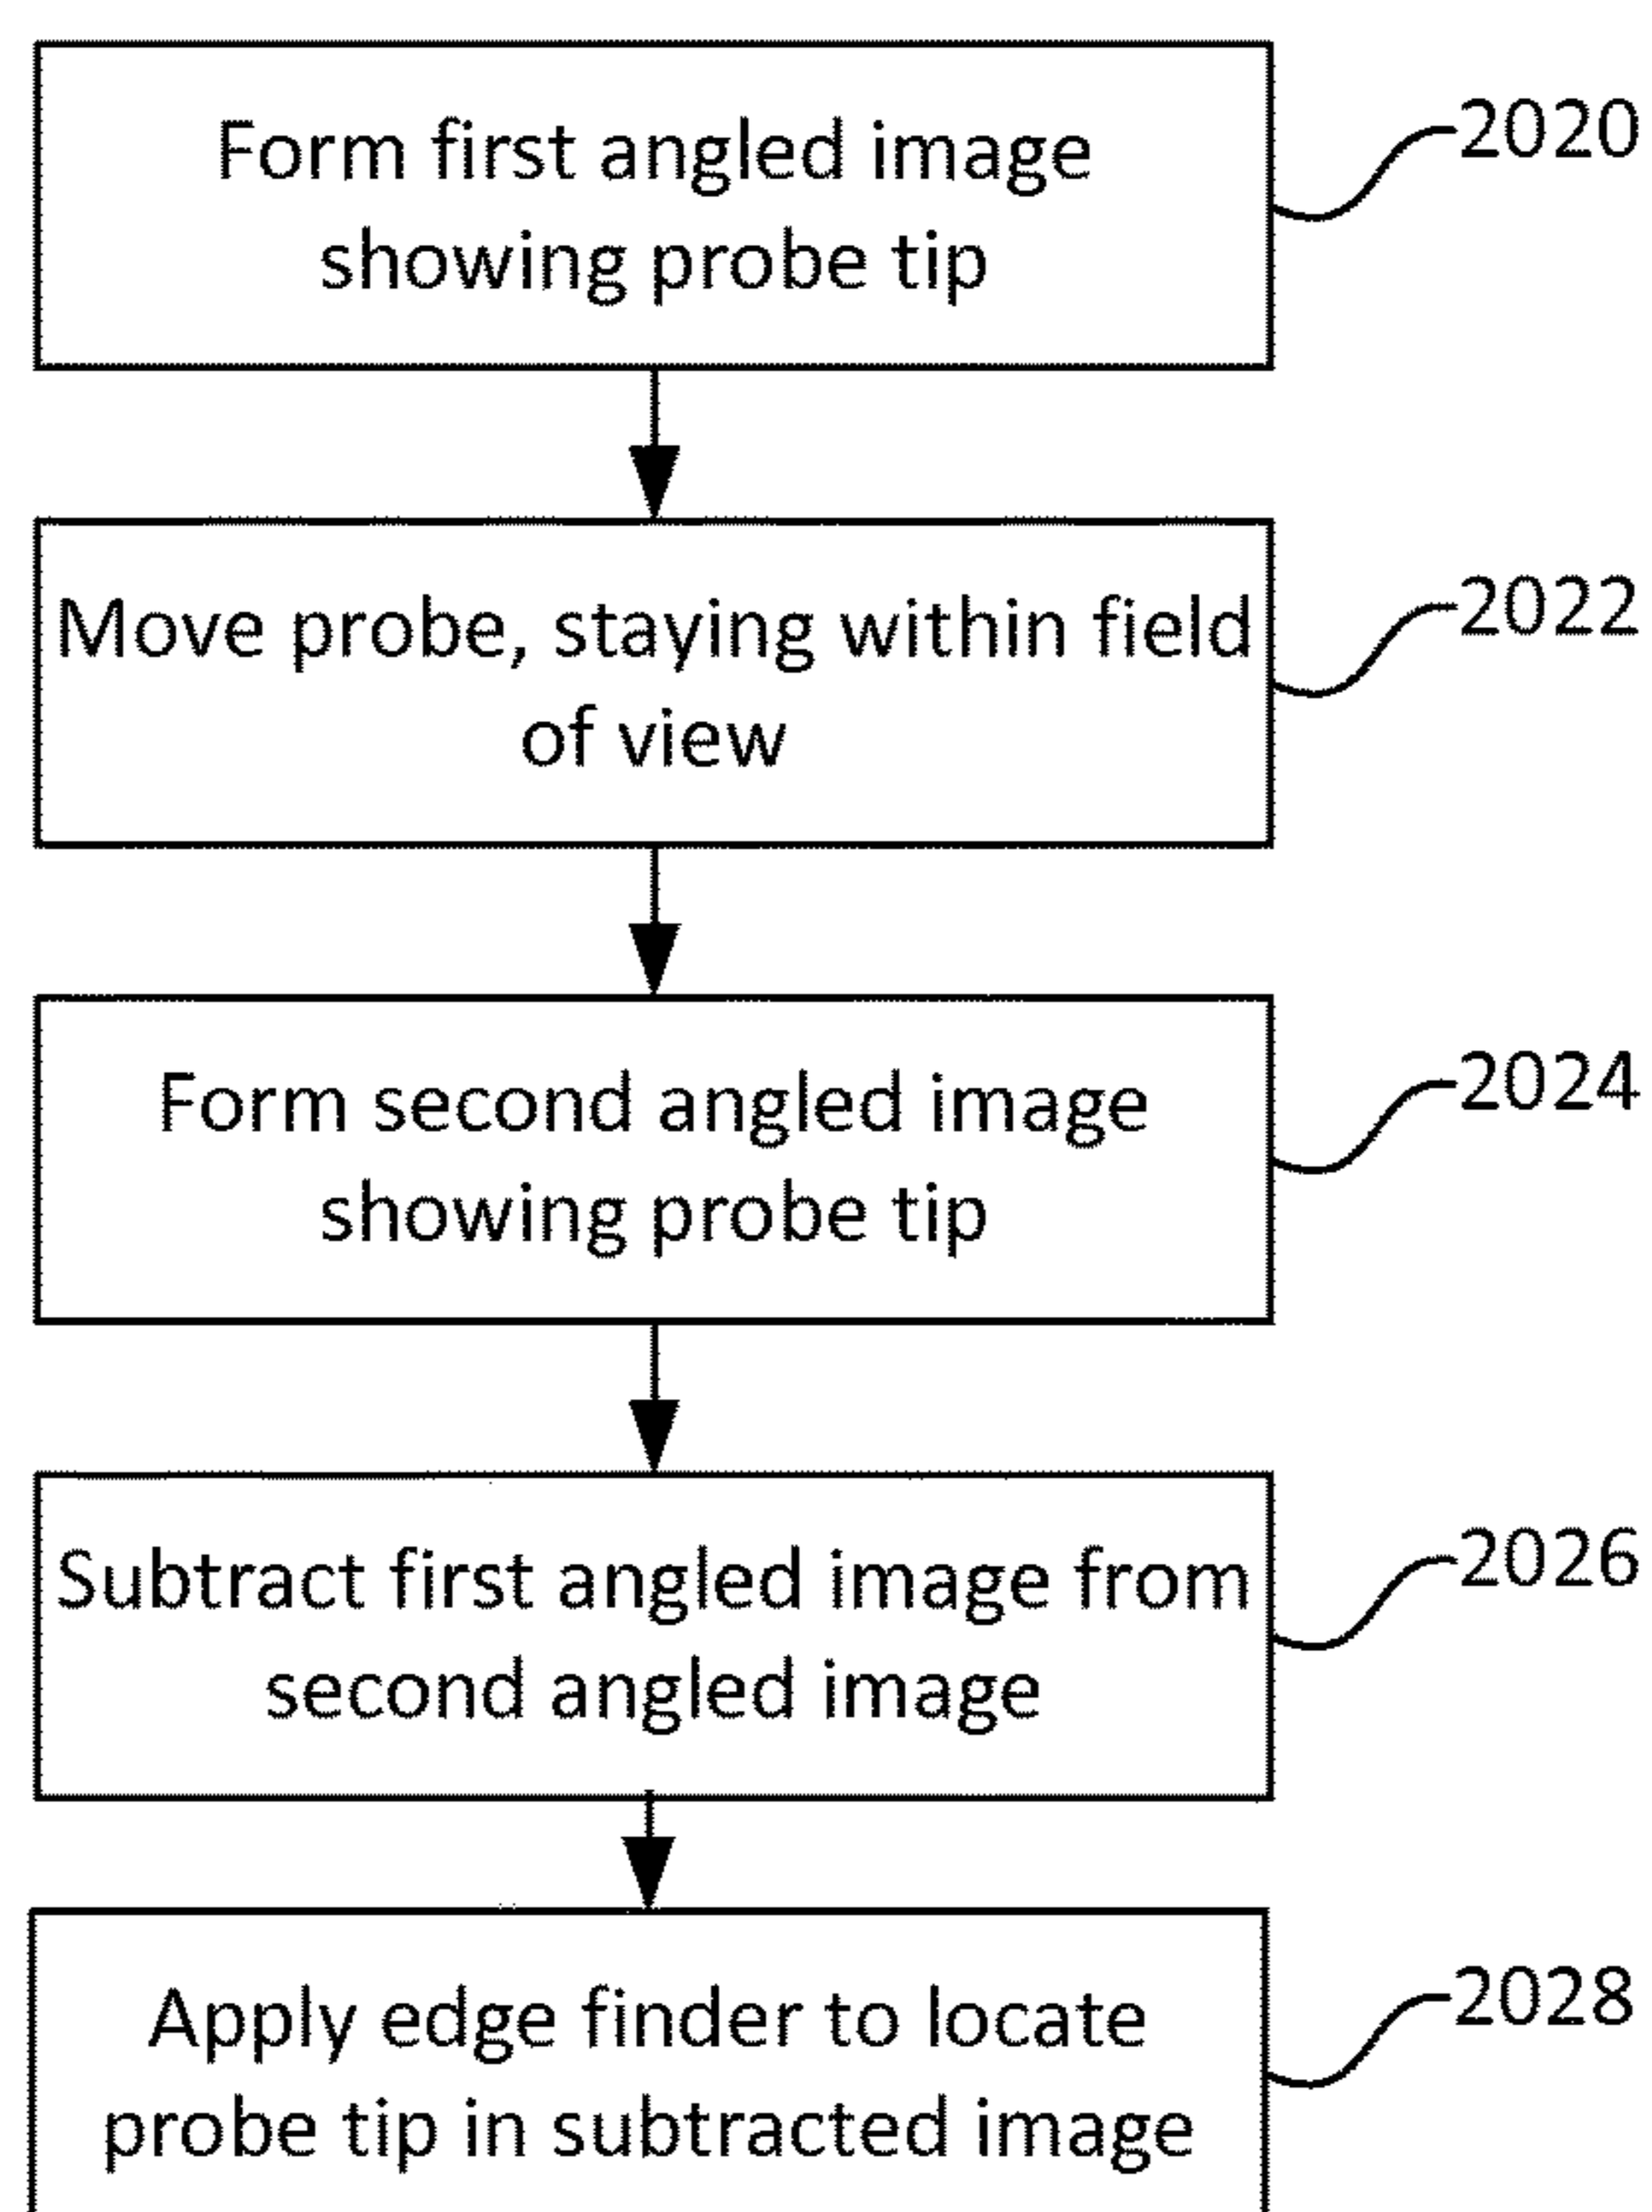 Form first angled image
showing probe tip
2020
Move probe, staying within field
of view
2022
Form second angled image
showing probe tip
2024
Subtract first angled image from
second angled image
2026
Apply edge finder to locate
probe tip in subtracted image
2028